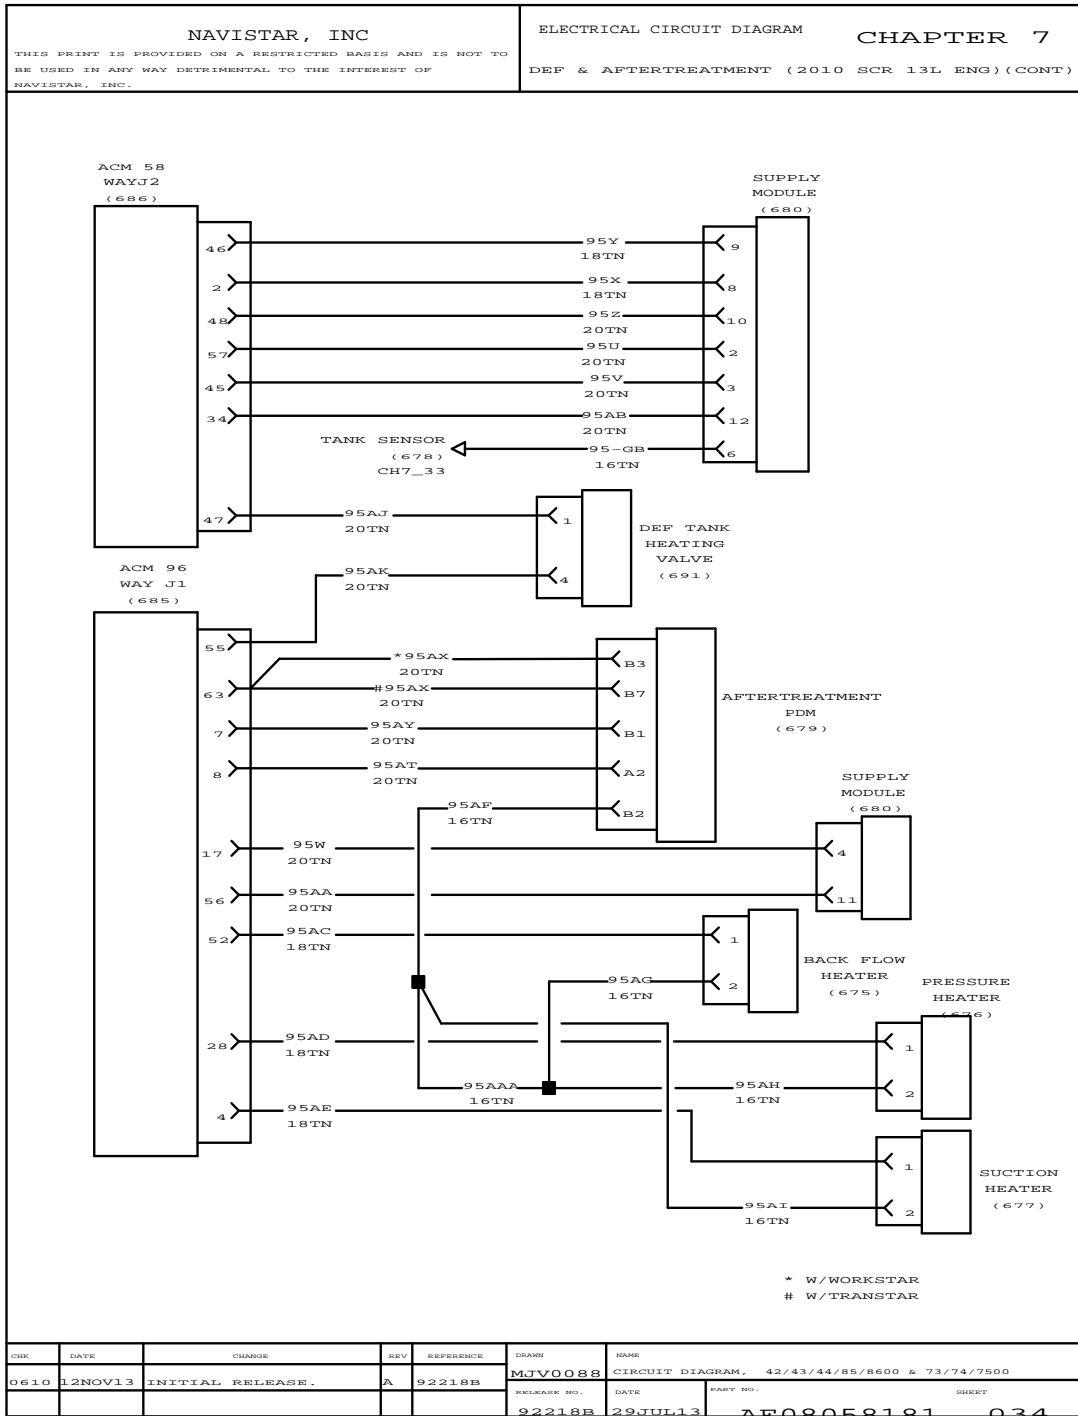 NAVISTAR, INC
THIS PRINT IS PROVIDED ON A RESTRICTED BASIS AND IS NOT TO
BE USED IN ANY WAY DETRIMENTAL TO THE INTEREST OF
NAVISTAR, INC.
ELECTRICAL CIRCUIT DIAGRAM
CHAPTER 7
DEF & AFTERTREATMENT (2010 SCR 13L ENG)(CONT)
ACM 58
WAYJ2
(686)
SUPPLY
MODULE
(680)
46
95Y
18TN
9
2
95X
18TN
8
48
95Z
20TN
10
57
95U
20TN
2
45
95V
20TN
3
34
95AB
20TN
12
TANK SENSOR
(678)
CH7_33
95-GB
16TN
6
47
95AJ
20TN
1
DEF TANK
HEATING
VALVE
(691)
95AK
20TN
4
ACM 96
WAY J1
(685)
55
*95AX
20TN
B3
63
#95AX
20TN
B7
AFTERTREATMENT
PDM
(679)
7
95AY
20TN
B1
8
95AT
20TN
A2
95AF
16TN
B2
SUPPLY
MODULE
(680)
17
95W
20TN
4
56
95AA
20TN
11
52
95AC
18TN
1
BACK FLOW
HEATER
(675)
95AG
16TN
2
PRESSURE
HEATER
(676)
28
95AD
18TN
1
95AAA
16TN
95AH
16TN
2
4
95AE
18TN
1
SUCTION
HEATER
(677)
95AI
16TN
2
* W/WORKSTAR
# W/TRANSTAR
CHK DATE CHANGE REV REFERENCE
0610 12NOV13 INITIAL RELEASE. A 92218B
DRAWN
MJV0088
NAME
CIRCUIT DIAGRAM, 42/43/44/85/8600 & 73/74/7500
RELEASE NO.
92218B
DATE
29JUL13
PART NO.
AE08058181
SHEET
034